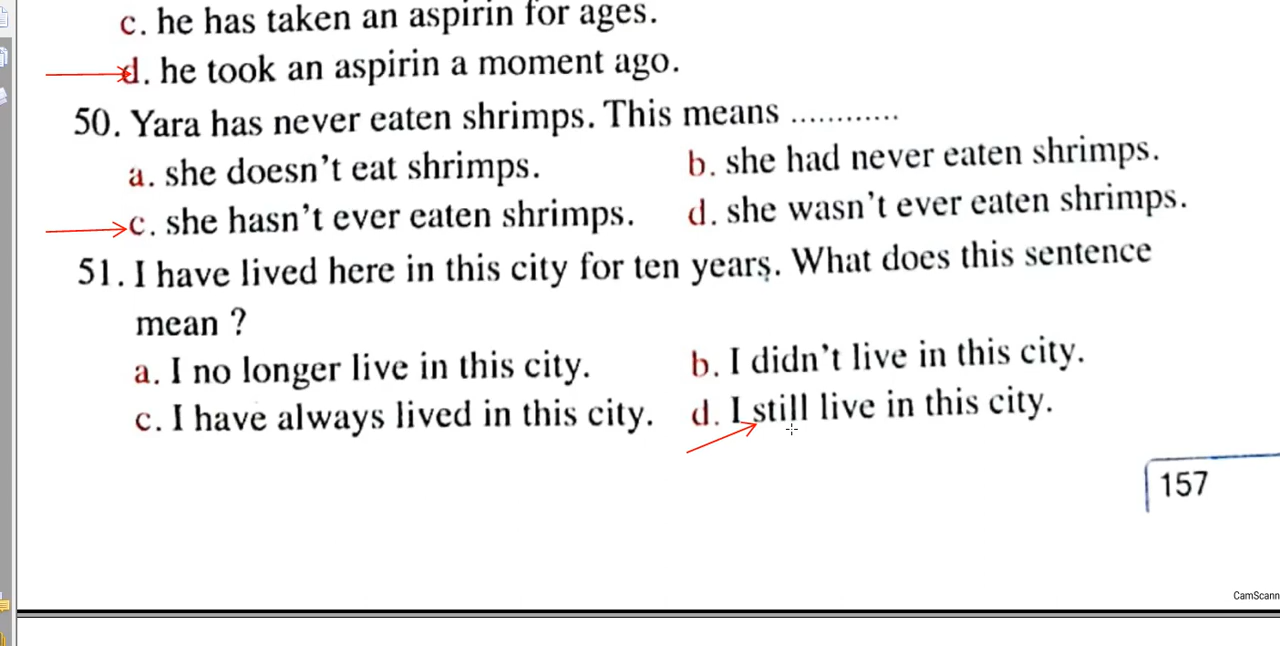 c. he has taken an aspirin for ages.
d. he took an aspirin a moment ago.
50. Yara has never eaten shrimps. This means ............
a. she doesn't eat shrimps. b. she had never eaten shrimps.
c. she hasn't ever eaten shrimps. d. she wasn't ever eaten shrimps.
51. I have lived here in this city for ten years. What does this sentence
mean ?
a. I no longer live in this city. b. I didn't live in this city.
c. I have always lived in this city. d. I still live in this city.
157
CamScann